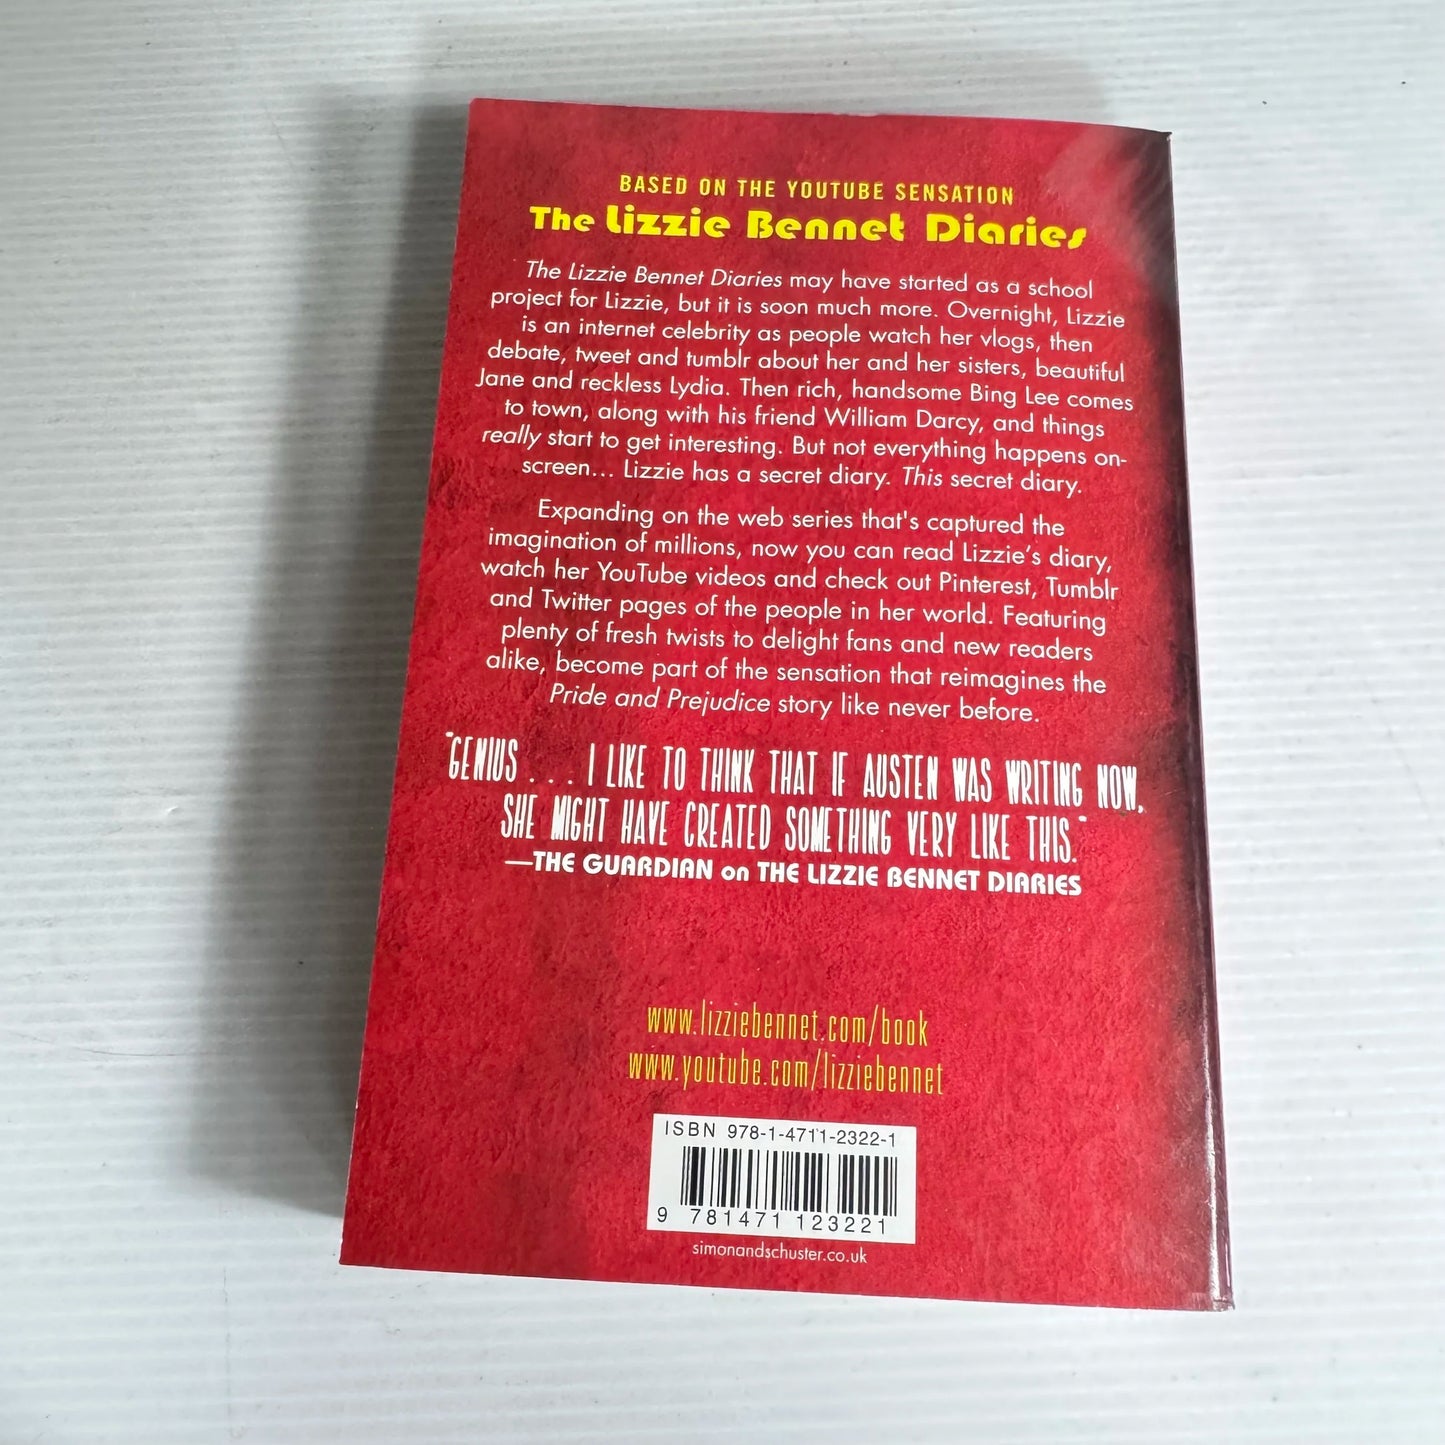 BASED ON THE YOUTUBE SENSATION
The Lizzie Bennet Diaries
The Lizzie Bennet Diaries may have started as a school
project for Lizzie, but it is soon much more. Overnight, Lizzie
is an internet celebrity as people watch her vlogs, then
debate, tweet and tumblr about her and her sisters, beautiful
Jane and reckless Lydia. Then rich, handsome Bing Lee comes
to town, along with his friend William Darcy, and things
really start to get interesting. But not everything happens on-
screen... Lizzie has a secret diary. This secret diary.
Expanding on the web series that's captured the
imagination of millions, now you can read Lizzie's diary,
watch her YouTube videos and check out Pinterest, Tumblr
and Twitter pages of the people in her world. Featuring
plenty of fresh twists to delight fans and new readers
alike, become part of the sensation that reimagines the
Pride and Prejudice story like never before.
"GENIUS . . . I LIKE TO THINK THAT IF AUSTEN WAS WRITING NOW,
SHE MIGHT HAVE CREATED SOMETHING VERY LIKE THIS."
—THE GUARDIAN on THE LIZZIE BENNET DIARIES
www.lizziebennet.com/book
www.youtube.com/lizziebennet
ISBN 978-1-4711-2322-1
9 781471 123221
simonandschuster.co.uk